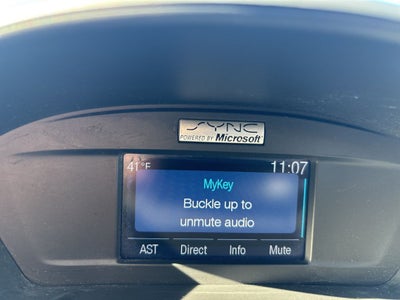 SYNC
POWERED BY Microsoft
41°F 11:07
MyKey
Buckle up to
unmute audio
AST Direct Info Mute